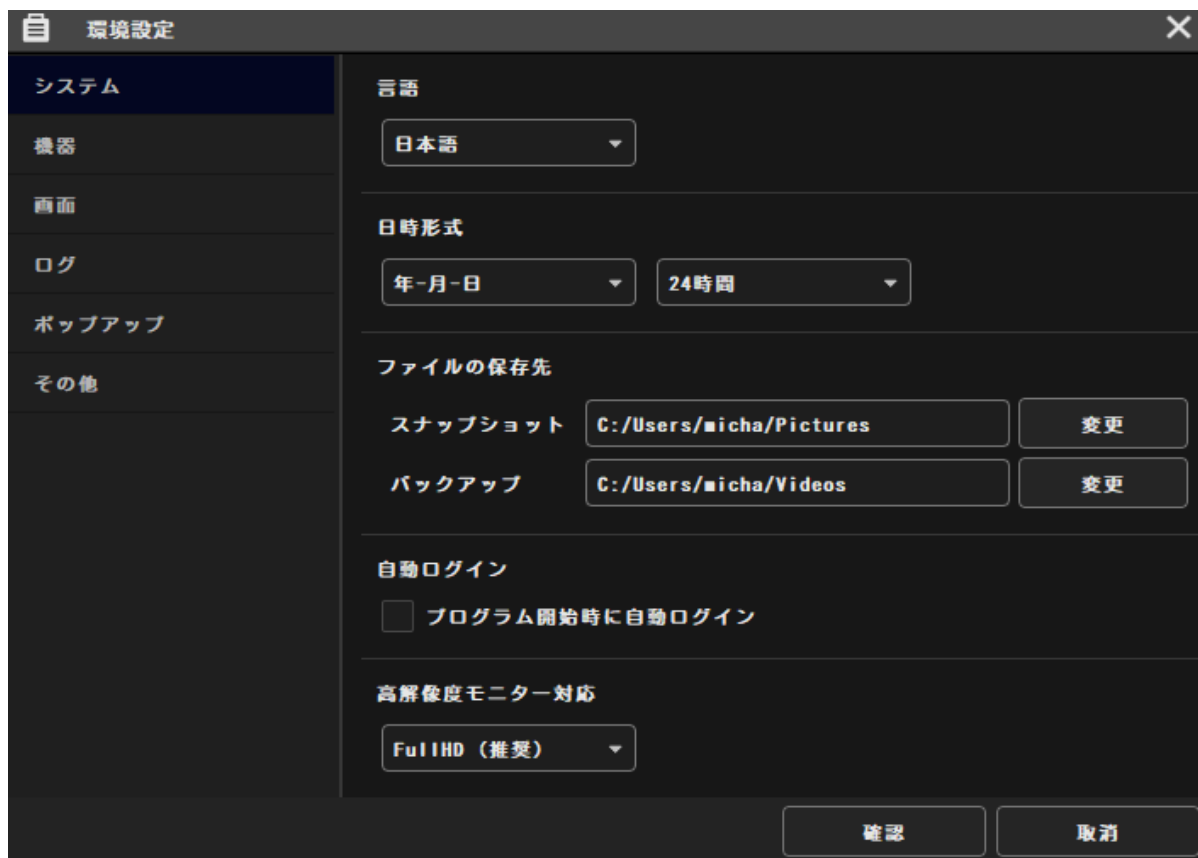 環境設定
システム
機器
画面
ログ
ポップアップ
その他
言語
日本語
日時形式
年-月-日 24時間
ファイルの保存先
スナップショット C:/Users/micha/Pictures 変更
バックアップ C:/Users/micha/Videos 変更
自動ログイン
プログラム開始時に自動ログイン
高解像度モニター対応
FullHD (推奨)
確認 取消